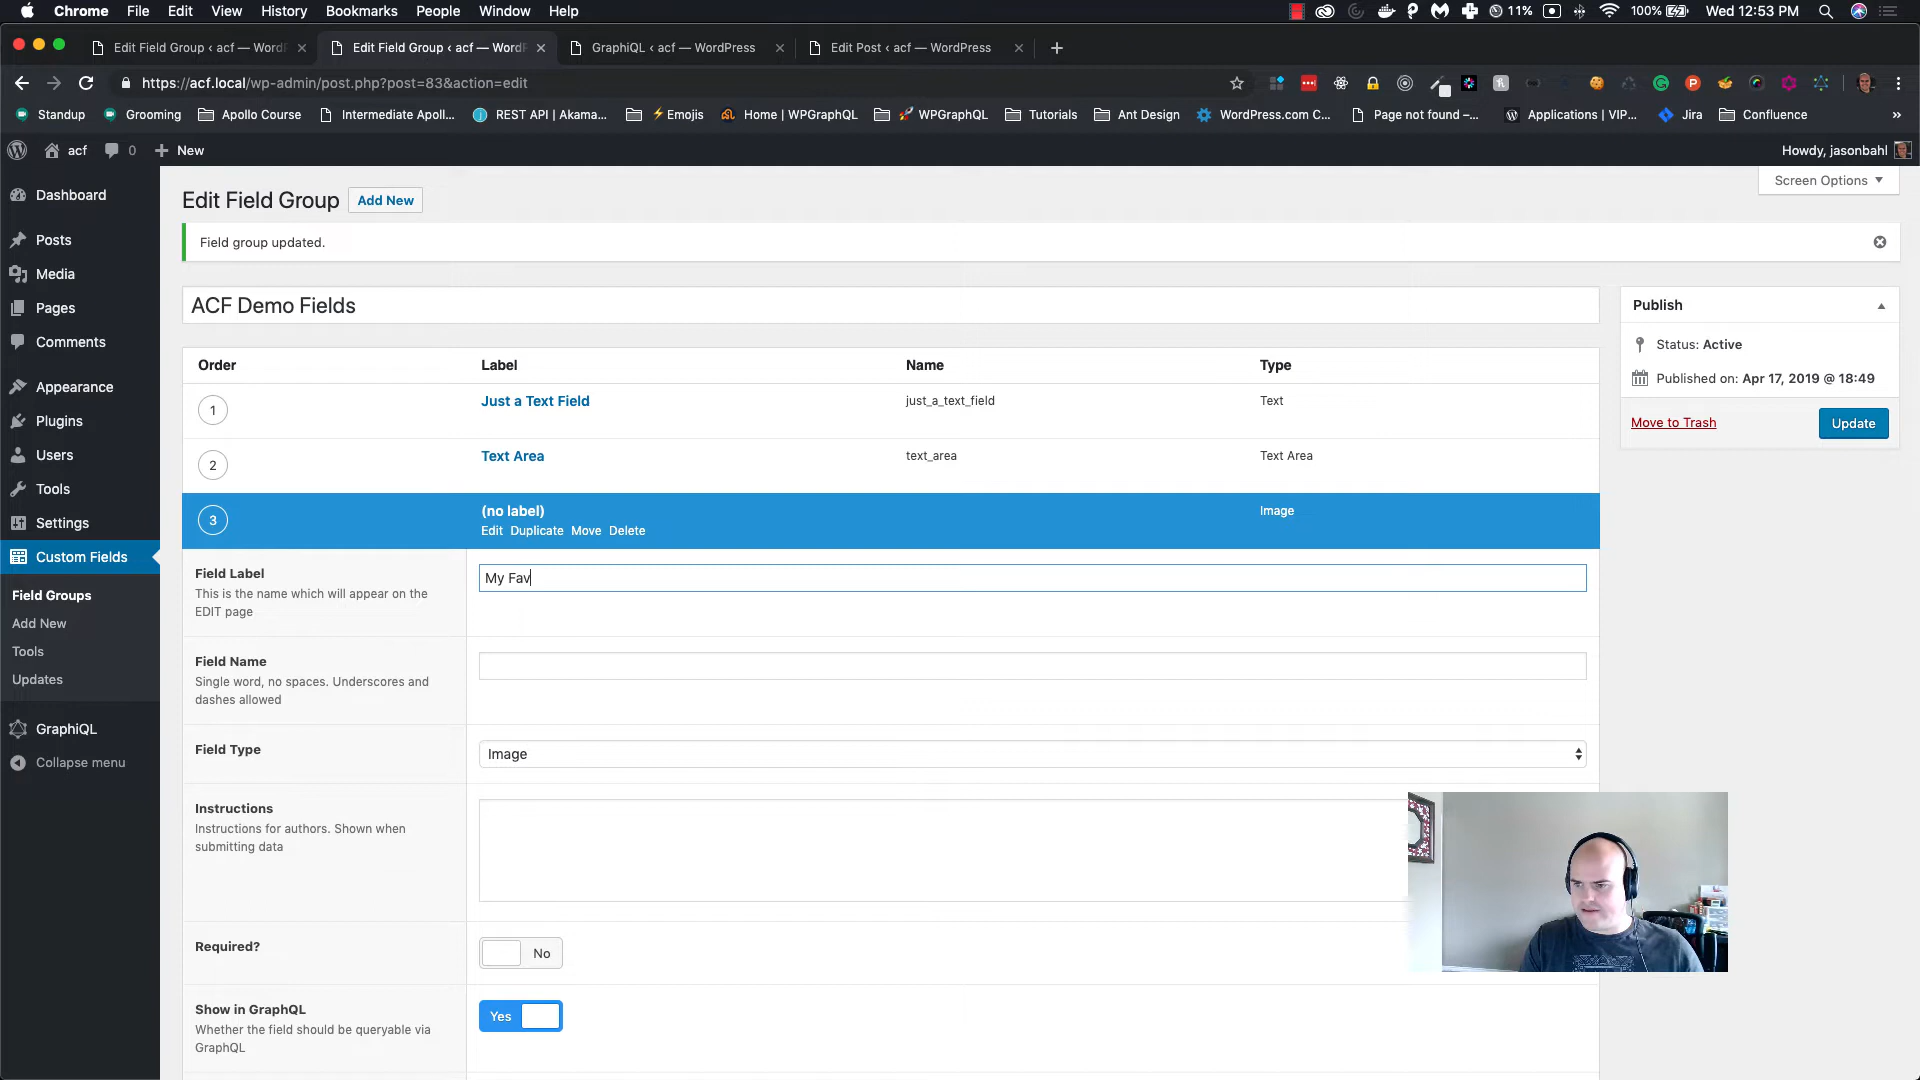 Chrome File Edit View History Bookmarks People Window Help 11% 100% Wed 12:53 PM
Edit Field Group ‹ acf — WordP
Edit Field Group ‹ acf — WordP
GraphiQL ‹ acf — WordPress
Edit Post ‹ acf — WordPress
https://acf.local/wp-admin/post.php?post=83&action=edit
Standup Grooming Apollo Course Intermediate Apoll... REST API | Akama... ⚡Emojis Home | WPGraphQL 🚀 WPGraphQL Tutorials Ant Design WordPress.com C... Page not found –... Applications | VIP... Jira Confluence »
acf 0 + New Howdy, jasonbahl
Screen Options
Dashboard
Posts
Media
Pages
Comments
Appearance
Plugins
Users
Tools
Settings
Custom Fields
Field Groups
Add New
Tools
Updates
GraphiQL
Collapse menu
Edit Field Group Add New
Field group updated.
ACF Demo Fields
Order Label Name Type
1 Just a Text Field just_a_text_field Text
2 Text Area text_area Text Area
3 (no label) Image
Edit Duplicate Move Delete
Field Label
This is the name which will appear on the
EDIT page
My Fav
Field Name
Single word, no spaces. Underscores and
dashes allowed
Field Type
Image
Instructions
Instructions for authors. Shown when
submitting data
Required?
No
Show in GraphQL
Whether the field should be queryable via
GraphQL
Yes
Publish
Status: Active
Published on: Apr 17, 2019 @ 18:49
Move to Trash Update